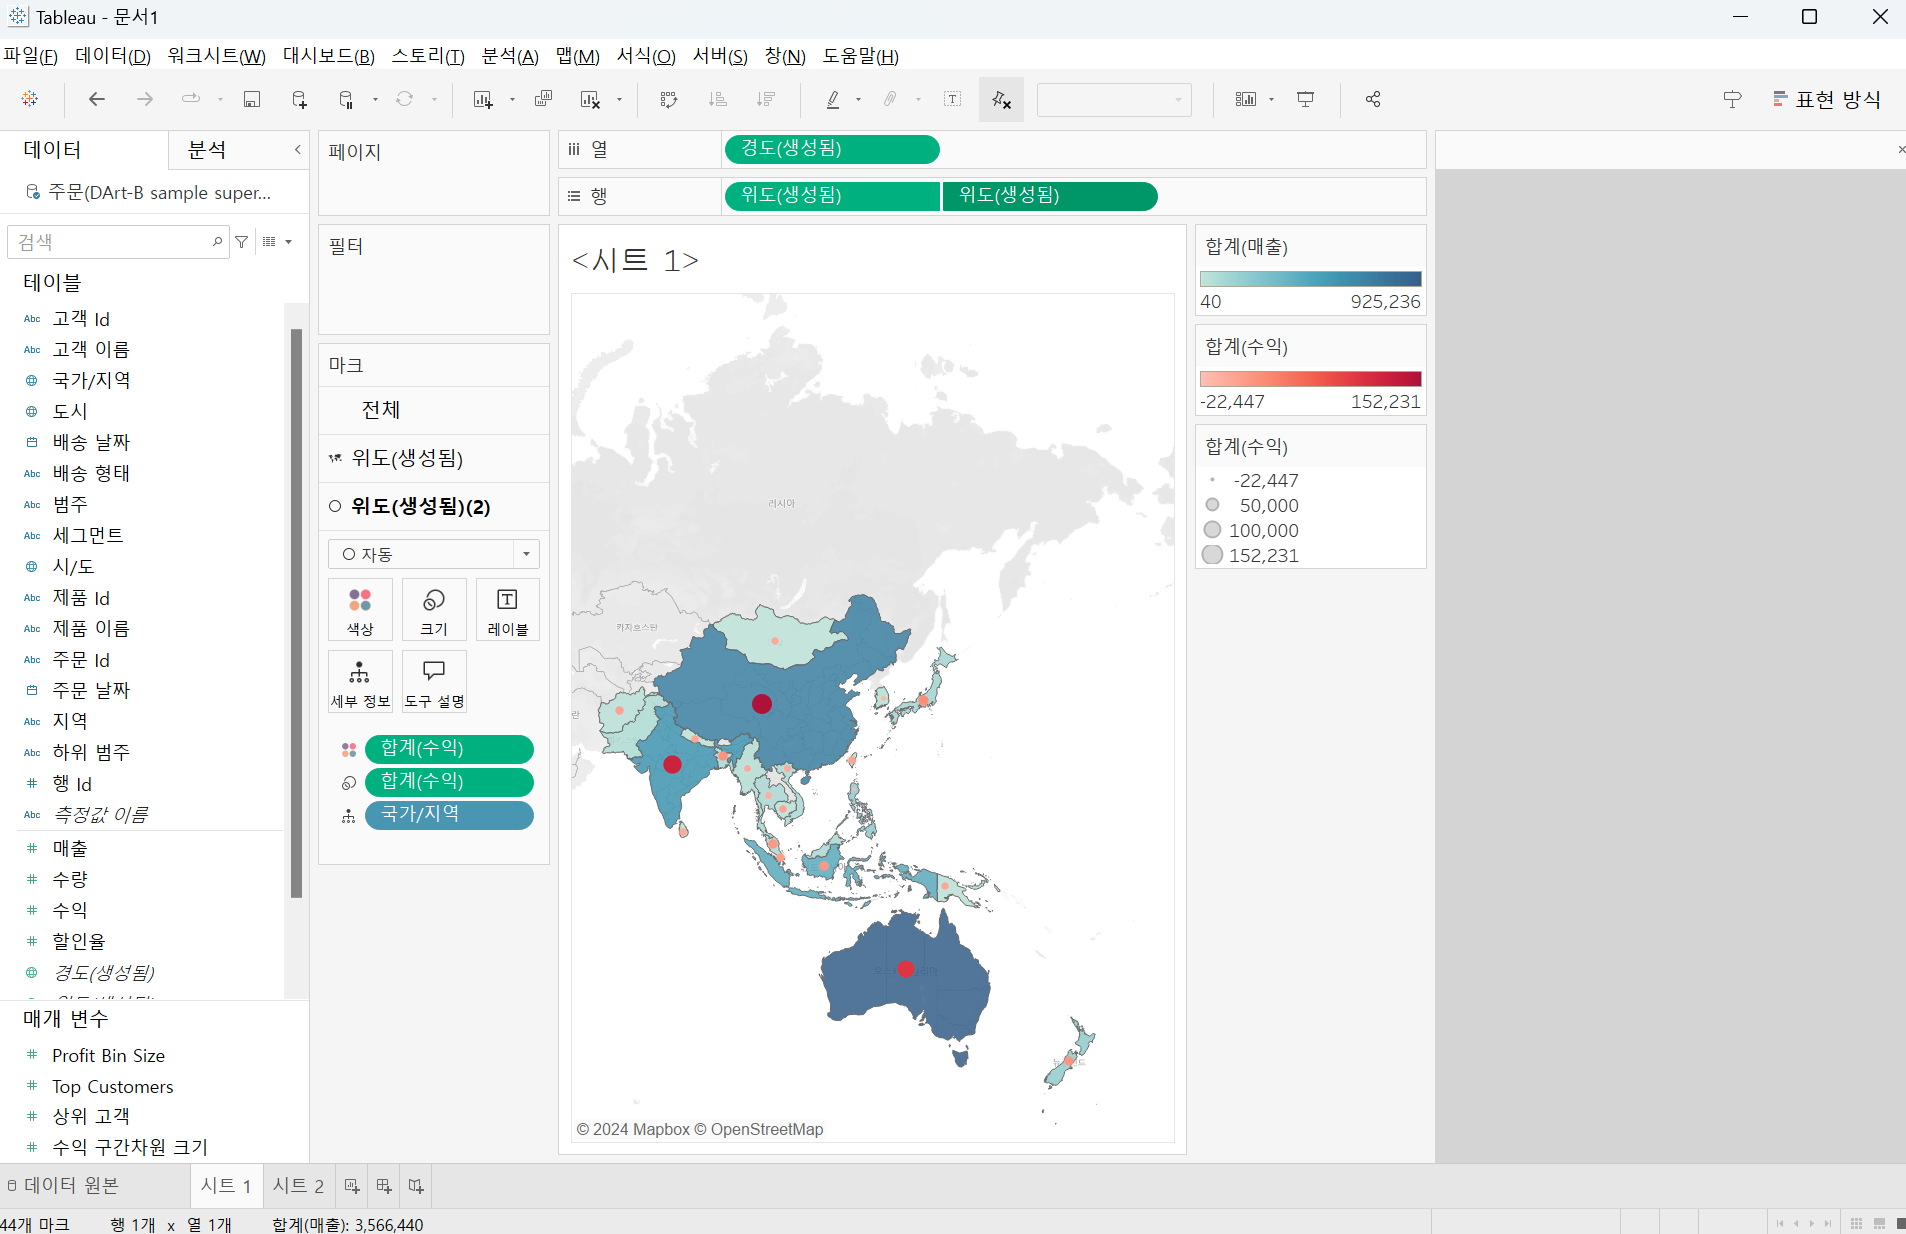 Tableau - 문서1
파일(F) 데이터(D) 워크시트(W) 대시보드(B) 스토리(T) 분석(A) 맵(M) 서식(O) 서버(S) 창(N) 도움말(H)
표현 방식
데이터 분석
주문(DArt-B sample super...
검색
테이블
Abc 고객 Id
Abc 고객 이름
국가/지역
도시
배송 날짜
Abc 배송 형태
Abc 범주
Abc 세그먼트
시/도
Abc 제품 Id
Abc 제품 이름
Abc 주문 Id
주문 날짜
Abc 지역
Abc 하위 범주
# 행 Id
Abc 측정값 이름
# 매출
# 수량
# 수익
# 할인율
경도(생성됨)
매개 변수
# Profit Bin Size
# Top Customers
# 상위 고객
# 수익 구간차원 크기
페이지
필터
마크
전체
위도(생성됨)
위도(생성됨)(2)
자동
색상 크기 레이블
세부 정보 도구 설명
합계(수익)
합계(수익)
국가/지역
열 경도(생성됨)
행 위도(생성됨) 위도(생성됨)
<시트 1>
러시아
카자흐스탄
란
© 2024 Mapbox © OpenStreetMap
합계(매출)
40 925,236
합계(수익)
-22,447 152,231
합계(수익)
-22,447
50,000
100,000
152,231
데이터 원본 시트 1 시트 2
44개 마크 행 1개 x 열 1개 합계(매출): 3,566,440